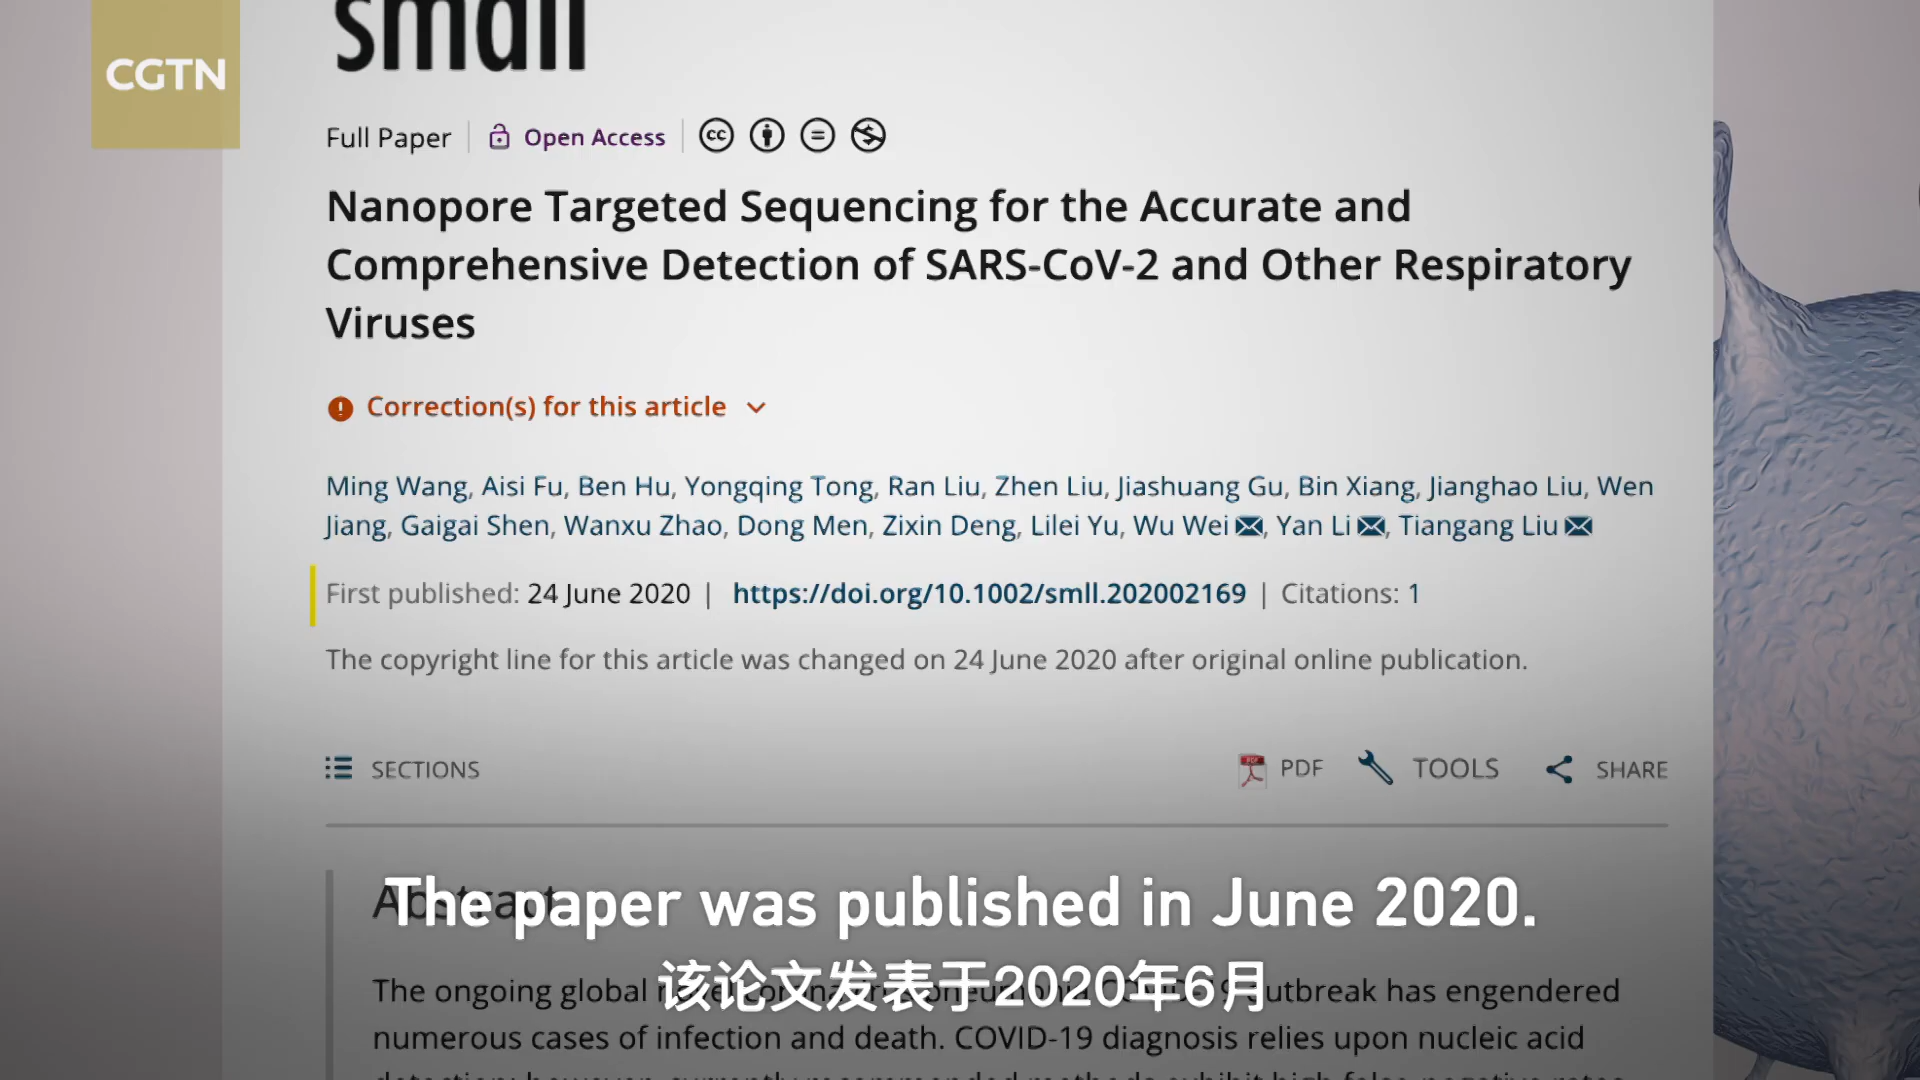 CGTN
small
Full Paper Open Access cc
Nanopore Targeted Sequencing for the Accurate and
Comprehensive Detection of SARS-CoV-2 and Other Respiratory
Viruses
Correction(s) for this article
Ming Wang, Aisi Fu, Ben Hu, Yongqing Tong, Ran Liu, Zhen Liu, Jiashuang Gu, Bin Xiang, Jianghao Liu, Wen
Jiang, Gaigai Shen, Wanxu Zhao, Dong Men, Zixin Deng, Lilei Yu, Wu Wei, Yan Li, Tiangang Liu
First published: 24 June 2020 | https://doi.org/10.1002/smll.202002169 | Citations: 1
The copyright line for this article was changed on 24 June 2020 after original online publication.
SECTIONS PDF TOOLS SHARE
Abstract
The paper was published in June 2020.
该论文发表于2020年6月
The ongoing global outbreak has engendered
numerous cases of infection and death. COVID-19 diagnosis relies upon nucleic acid